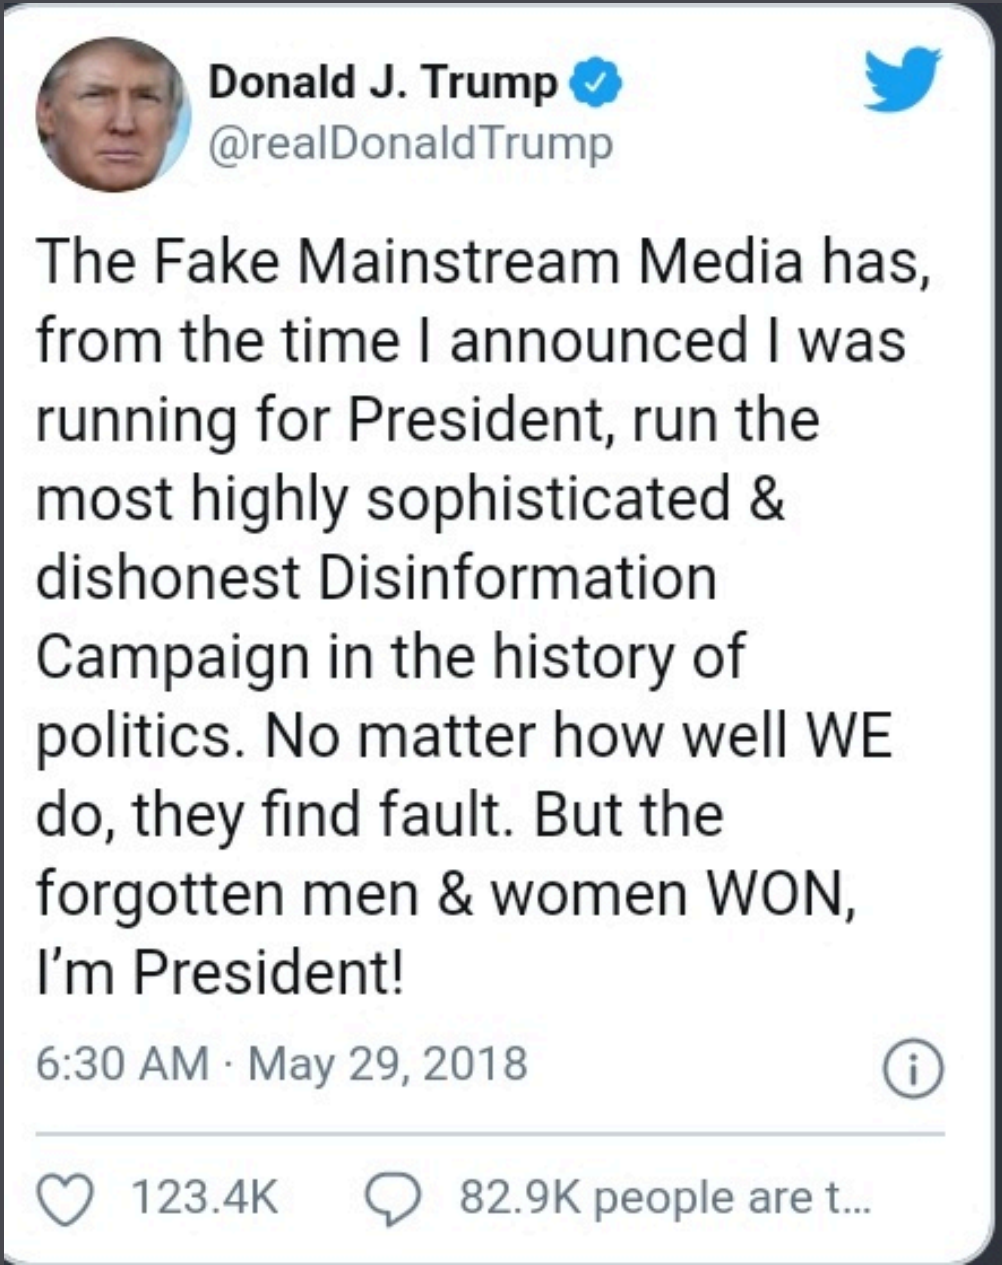 Donald J. Trump
@realDonaldTrump
The Fake Mainstream Media has,
from the time I announced I was
running for President, run the
most highly sophisticated &
dishonest Disinformation
Campaign in the history of
politics. No matter how well WE
do, they find fault. But the
forgotten men & women WON,
I'm President!
6:30 AM · May 29, 2018
123.4K 82.9K people are t...